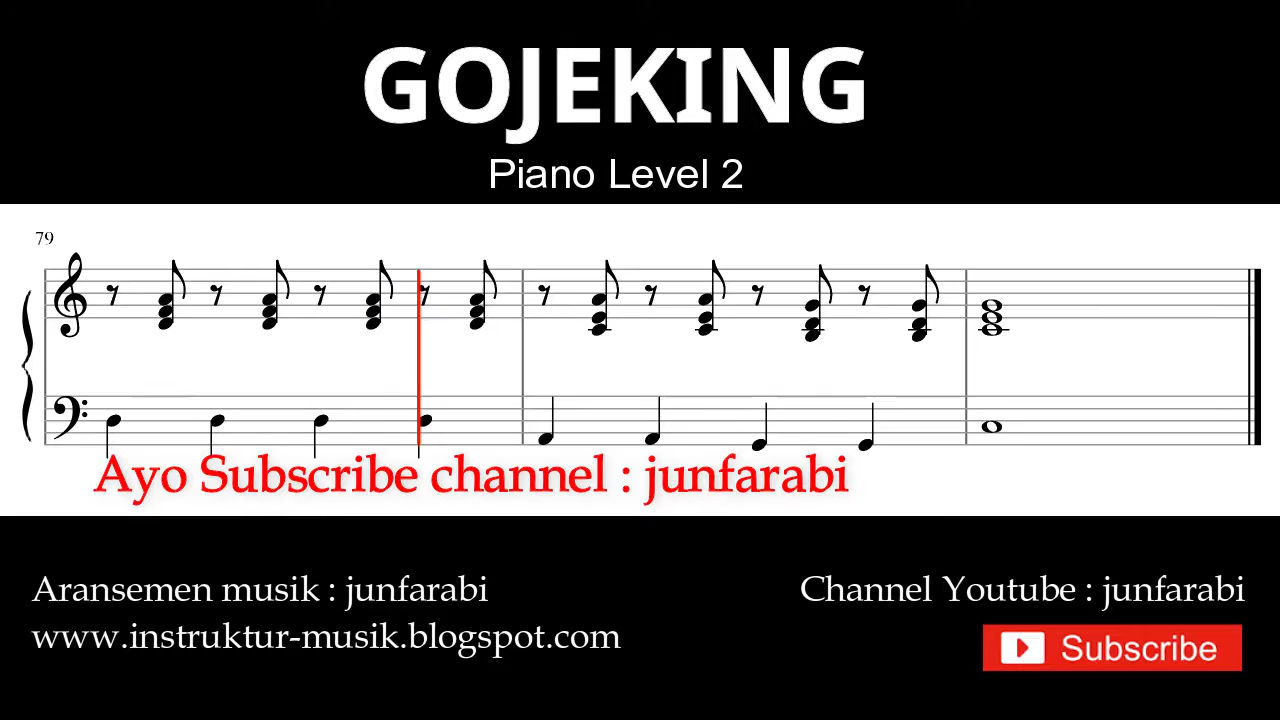 GOJEKING
Piano Level 2
79
Ayo Subscribe channel : junfarabi
Aransemen musik : junfarabi
Channel Youtube : junfarabi
www.instruktur-musik.blogspot.com
Subscribe